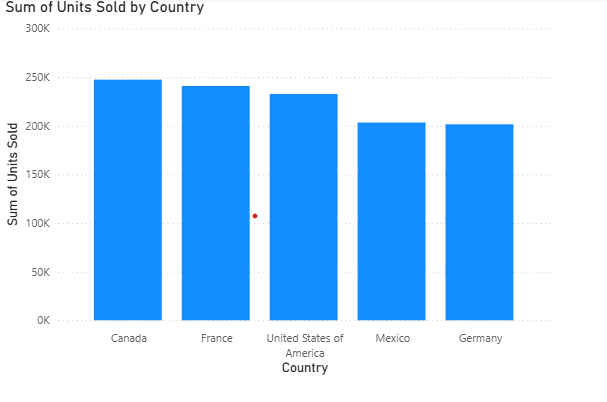 Sum of Units Sold by Country
300K
250K
200K
150K
100K
50K
0K
Sum of Units Sold
Canada
France
United States of
America
Mexico
Germany
Country